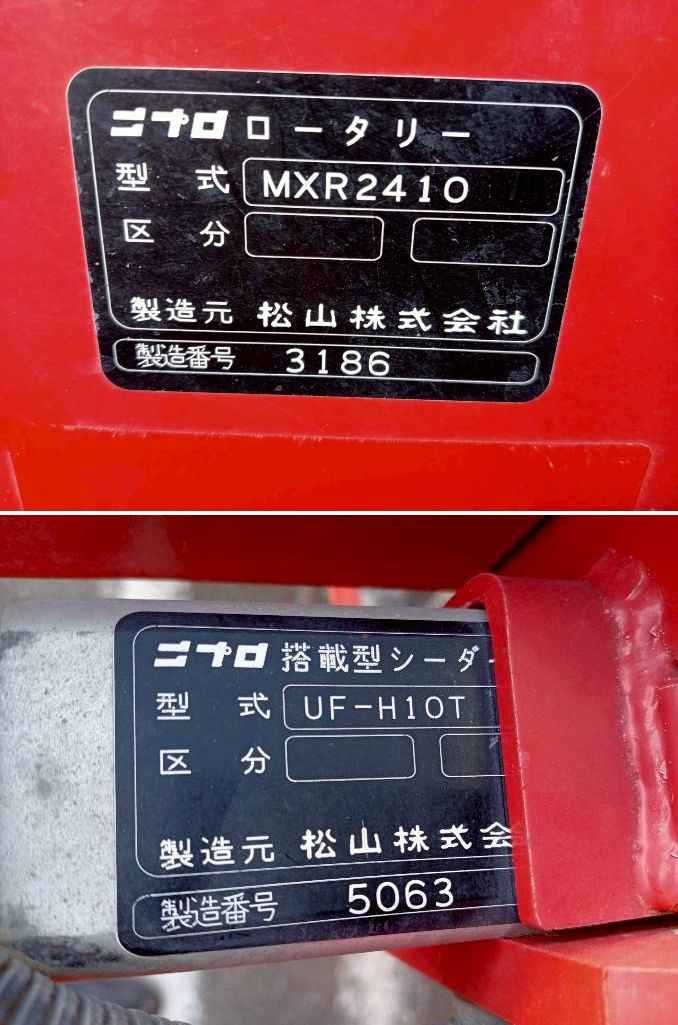 ニプロ ロータリー
型 式 MXR2410
区 分
製造元 松山株式会社
製造番号 3186
ニプロ 搭載型シーダー
型 式 UF-H10T
区 分
製造元 松山株式会
製造番号 5063